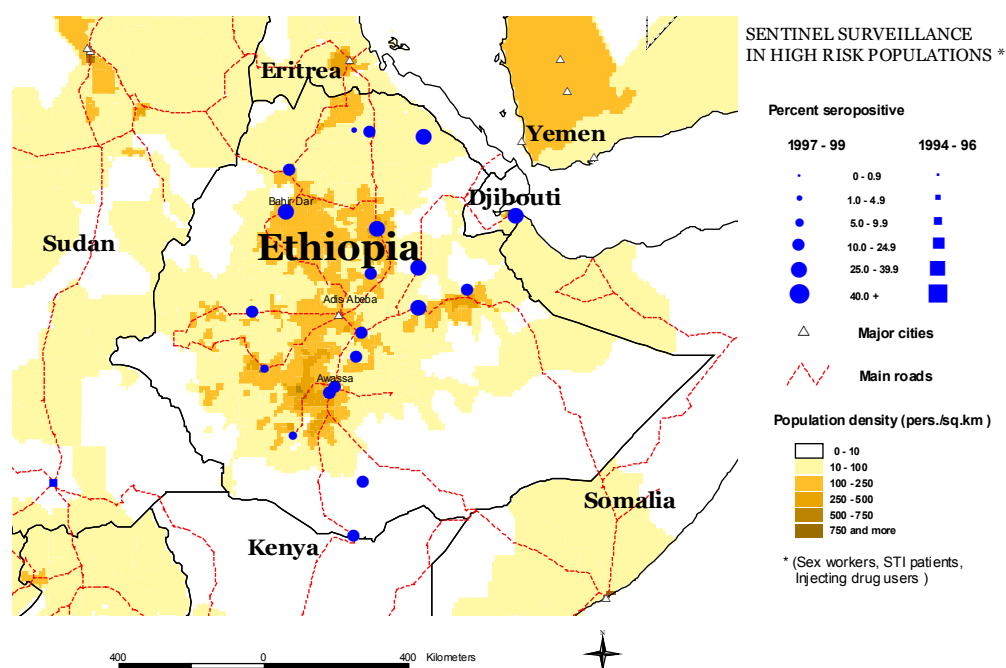 SENTINEL SURVEILLANCE
IN HIGH RISK POPULATIONS *
Percent seropositive
1997 - 99
1994 - 96
0 - 0.9
1.0 - 4.9
5.0 - 9.9
10.0 - 24.9
25.0 - 39.9
40.0 +
Major cities
Main roads
Population density (pers./sq.km )
0 - 10
10 - 100
100 -250
250 - 500
500 - 750
750 and more
* (Sex workers, STI patients,
Injecting drug users )
Eritrea
Yemen
Djibouti
Bahir Dar
Sudan
Ethiopia
Adis Abeba
Awassa
Somalia
Kenya
400
0
400
Kilometers
N